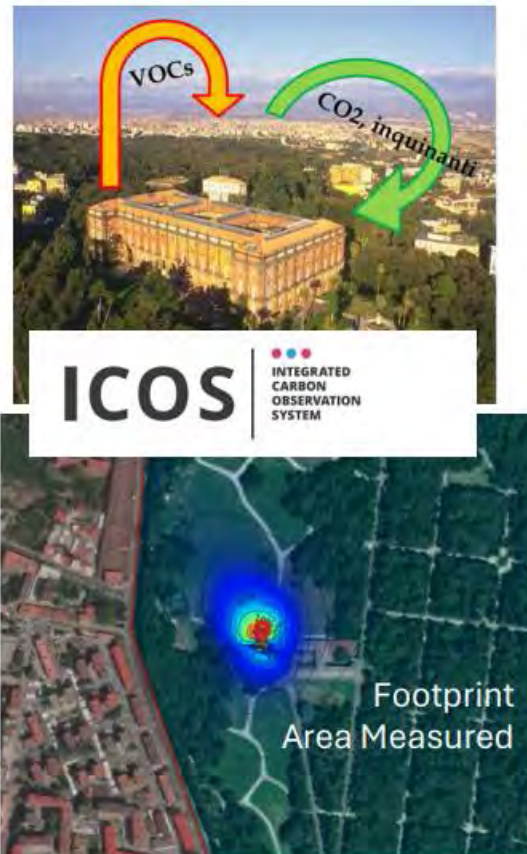 VOCs
CO2, inquinanti
ICOS
INTEGRATED
CARBON
OBSERVATION
SYSTEM
Footprint
Area Measured